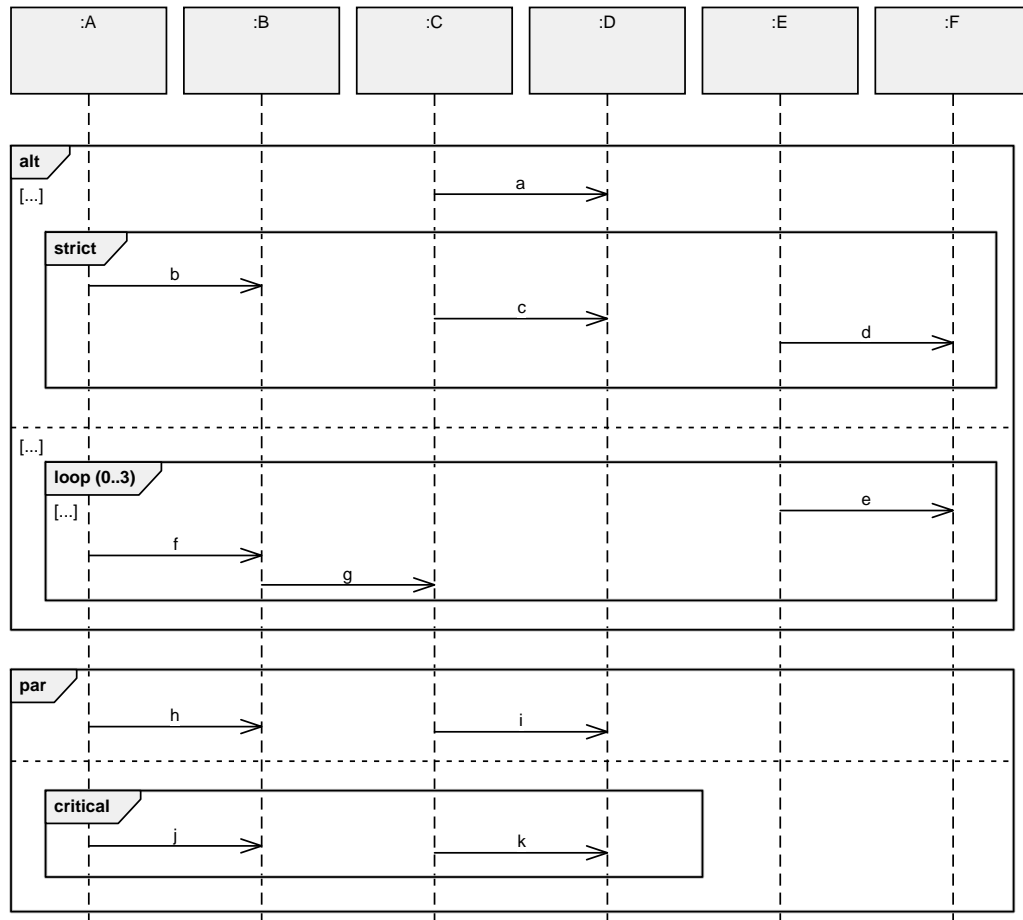 :A :B :C :D :E :F
alt
[...]
a
strict
b
c
d
[...]
loop (0..3)
[...]
e
f
g
par
h
i
critical
j
k